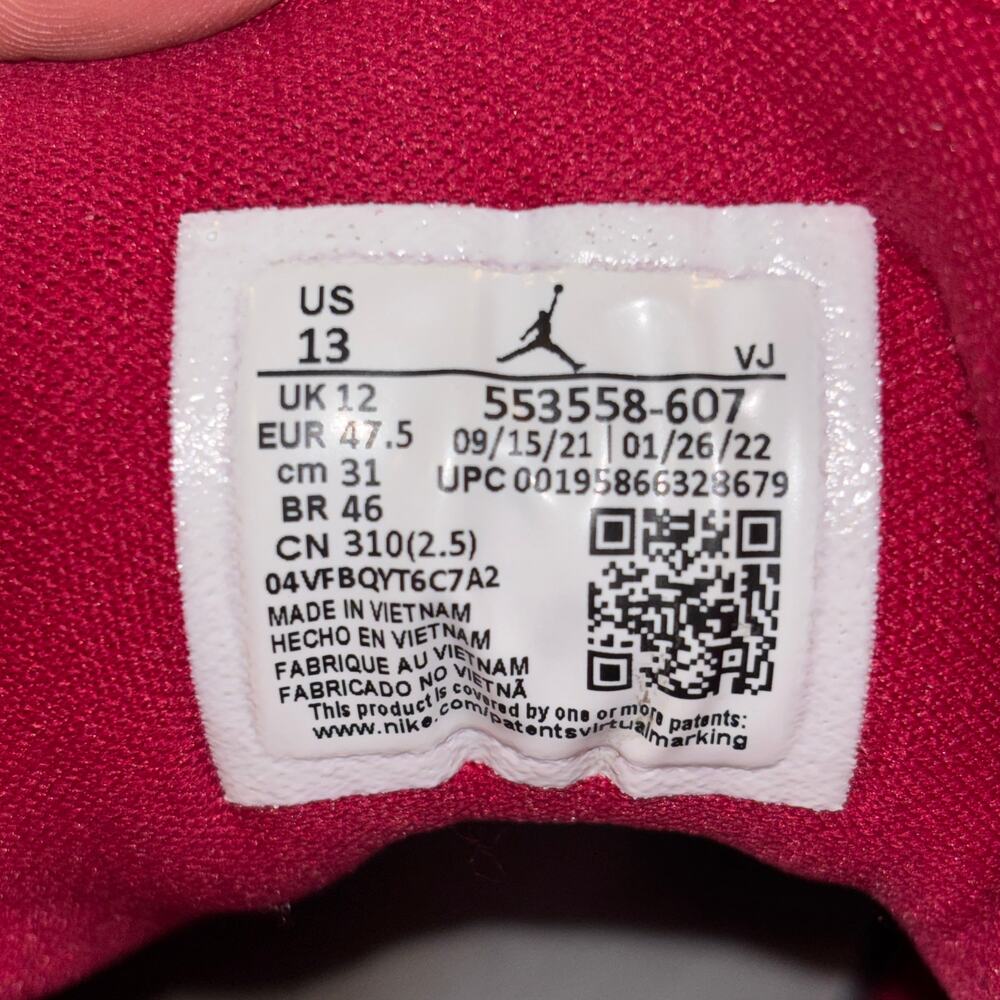 US
13
VJ
UK 12
EUR 47.5
cm 31
BR 46
CN 310(2.5)
04VFBQYT6C7A2
553558-607
09/15/21 | 01/26/22
UPC 00195866328679
MADE IN VIETNAM
HECHO EN VIETNAM
FABRIQUE AU VIETNAM
FABRICADO NO VIETNÃ
This product is covered by one or more patents:
www.nike.com/patentsvirtualmarking